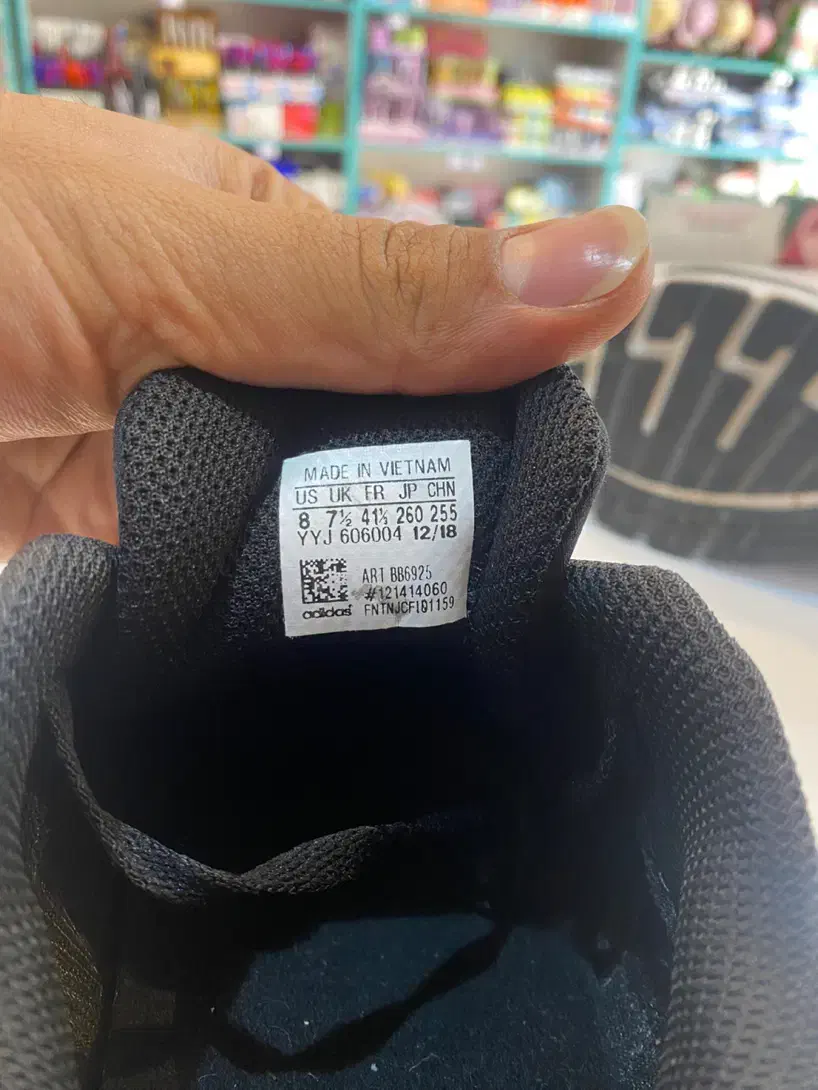 MADE IN VIETNAM
US UK FR JP CHN
8 7½ 41⅓ 260 255
YYJ 606004 12/18
ART BB6925
#121414060
adidas FNTNJCFI01159